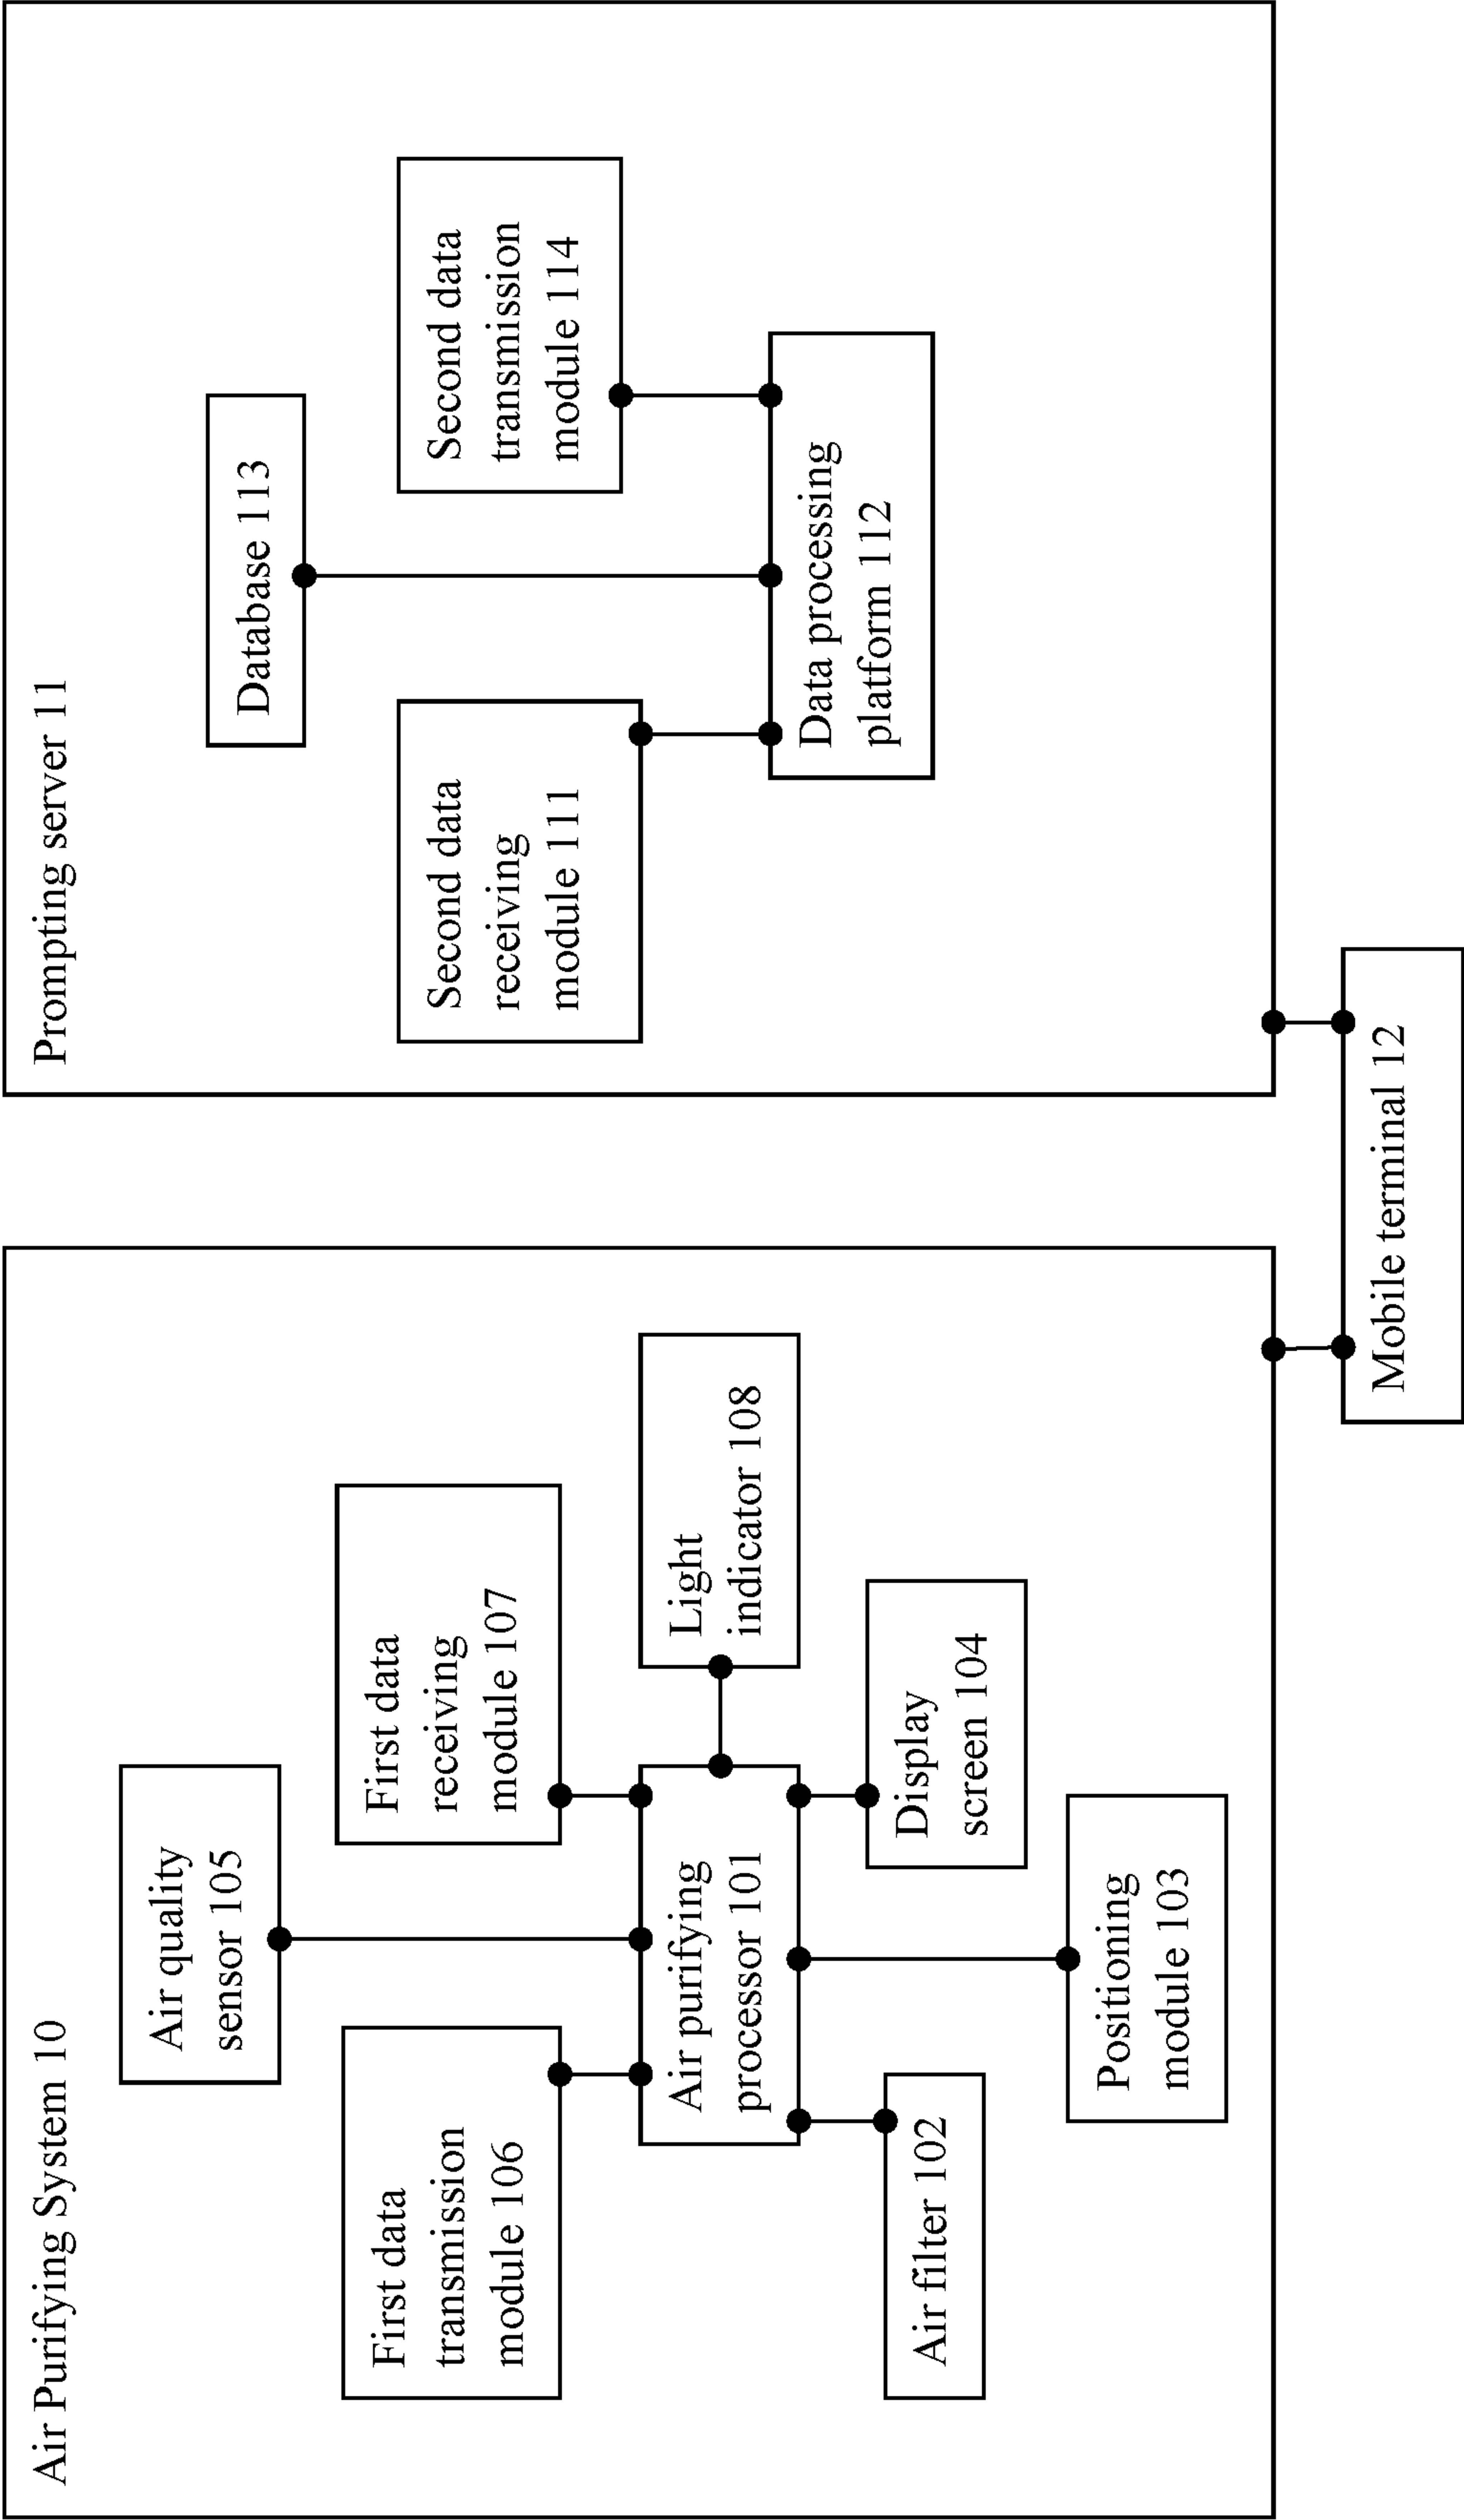 Air Purifying System 10
Air quality
sensor 105
First data
transmission
module 106
First data
receiving
module 107
Air purifying
processor 101
Light
indicator 108
Air filter 102
Display
screen 104
Positioning
module 103
Prompting server 11
Database 113
Second data
receiving
module 111
Second data
transmission
module 114
Data processing
platform 112
Mobile terminal 12